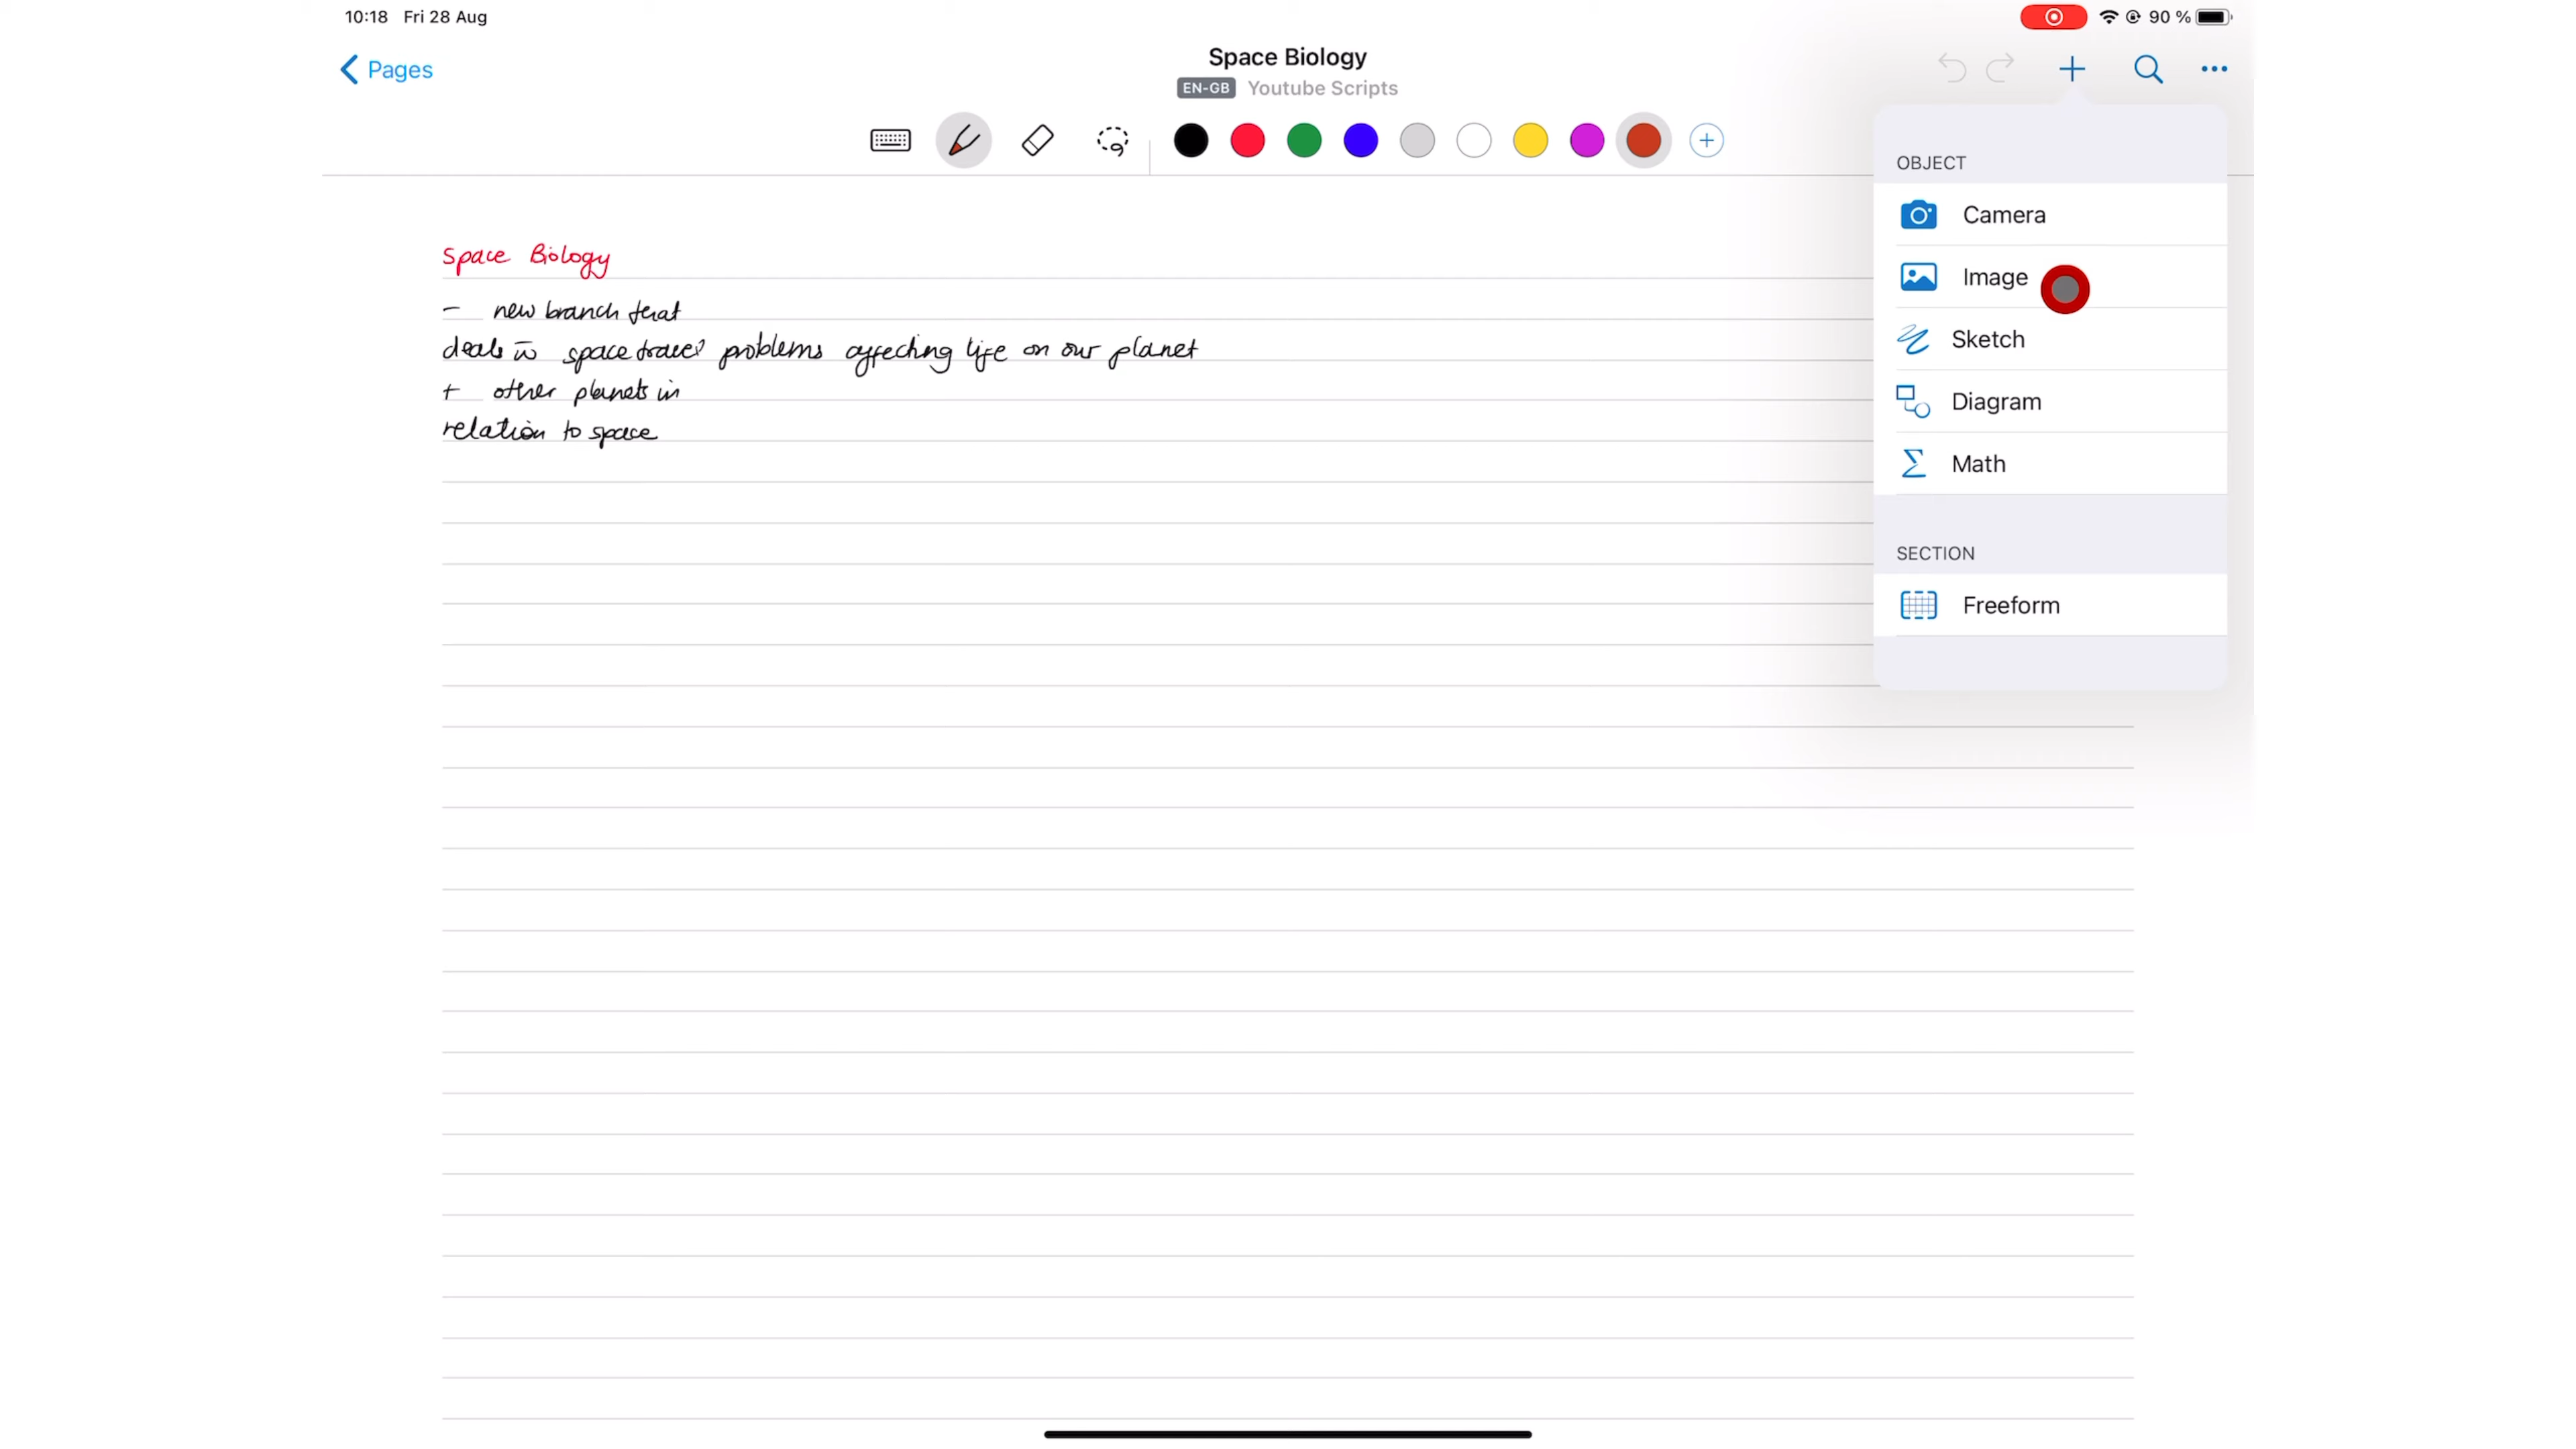 10:18 Fri 28 Aug
90 %
Pages
Space Biology
EN-GB Youtube Scripts
OBJECT
Camera
Image
Sketch
Diagram
Math
SECTION
Freeform
Space Biology
- new branch that
deals w̄ space travel problems affecting life on our planet
+ other planets in
relation to space